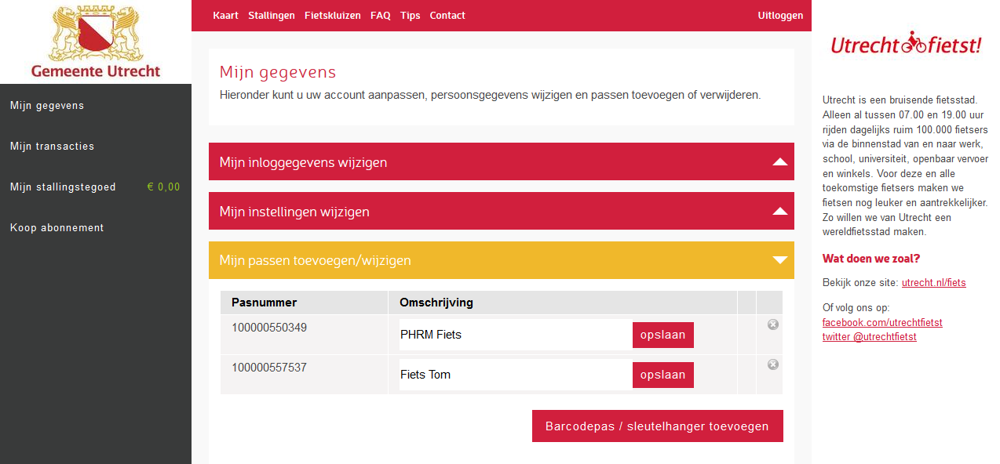 Gemeente Utrecht
Mijn gegevens
Mijn transacties
Mijn stallingstegoed € 0,00
Koop abonnement
Kaart Stallingen Fietskluizen FAQ Tips Contact Uitloggen
Mijn gegevens
Hieronder kunt u uw account aanpassen, persoonsgegevens wijzigen en passen toevoegen of verwijderen.
Mijn inloggegevens wijzigen
Mijn instellingen wijzigen
Mijn passen toevoegen/wijzigen
Pasnummer Omschrijving
100000550349 PHRM Fiets opslaan
100000557537 Fiets Tom opslaan
Barcodepas / sleutelhanger toevoegen
Utrecht fietst!
Utrecht is een bruisende fietsstad.
Alleen al tussen 07.00 en 19.00 uur
rijden dagelijks ruim 100.000 fietsers
via de binnenstad van en naar werk,
school, universiteit, openbaar vervoer
en winkels. Voor deze en alle
toekomstige fietsers maken we
fietsen nog leuker en aantrekkelijker.
Zo willen we van Utrecht een
wereldfietsstad maken.
Wat doen we zoal?
Bekijk onze site: utrecht.nl/fiets
Of volg ons op:
facebook.com/utrechtfietst
twitter @utrechtfietst